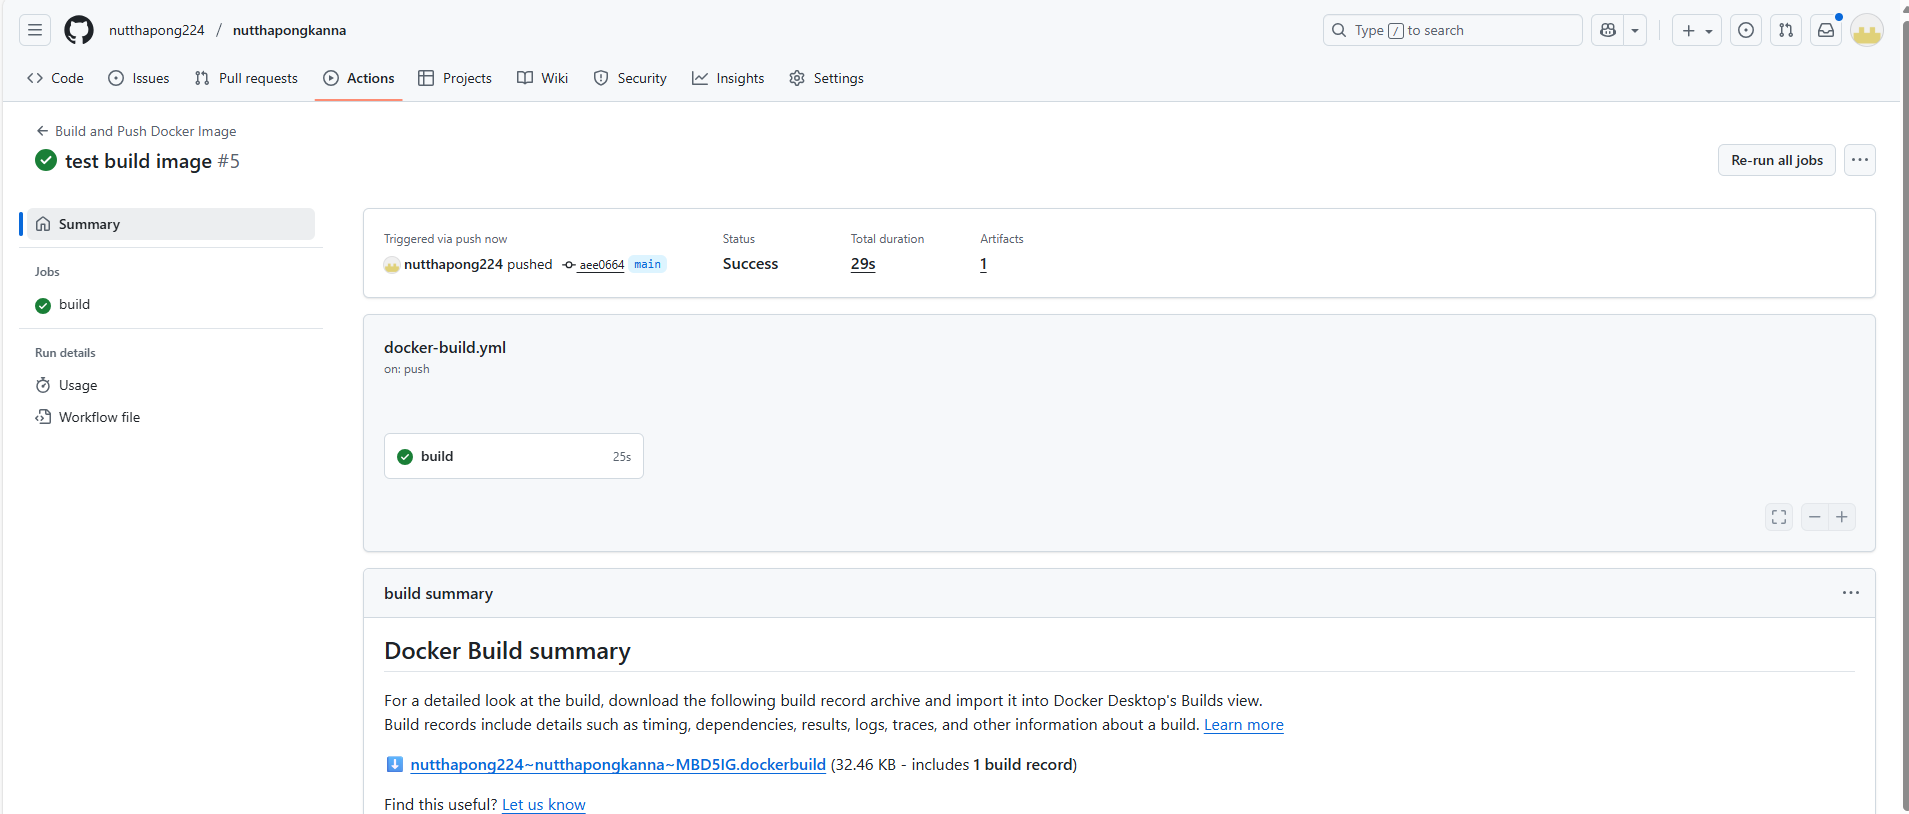 nutthapong224 / nutthapongkanna
Type / to search
Code
Issues
Pull requests
Actions
Projects
Wiki
Security
Insights
Settings
Build and Push Docker Image
test build image #5
Re-run all jobs
Summary
Jobs
build
Run details
Usage
Workflow file
Triggered via push now
nutthapong224 pushed aee0664 main
Status
Success
Total duration
29s
Artifacts
1
docker-build.yml
on: push
build 25s
build summary
Docker Build summary
For a detailed look at the build, download the following build record archive and import it into Docker Desktop's Builds view.
Build records include details such as timing, dependencies, results, logs, traces, and other information about a build. Learn more
nutthapong224~nutthapongkanna~MBD5IG.dockerbuild (32.46 KB - includes 1 build record)
Find this useful? Let us know